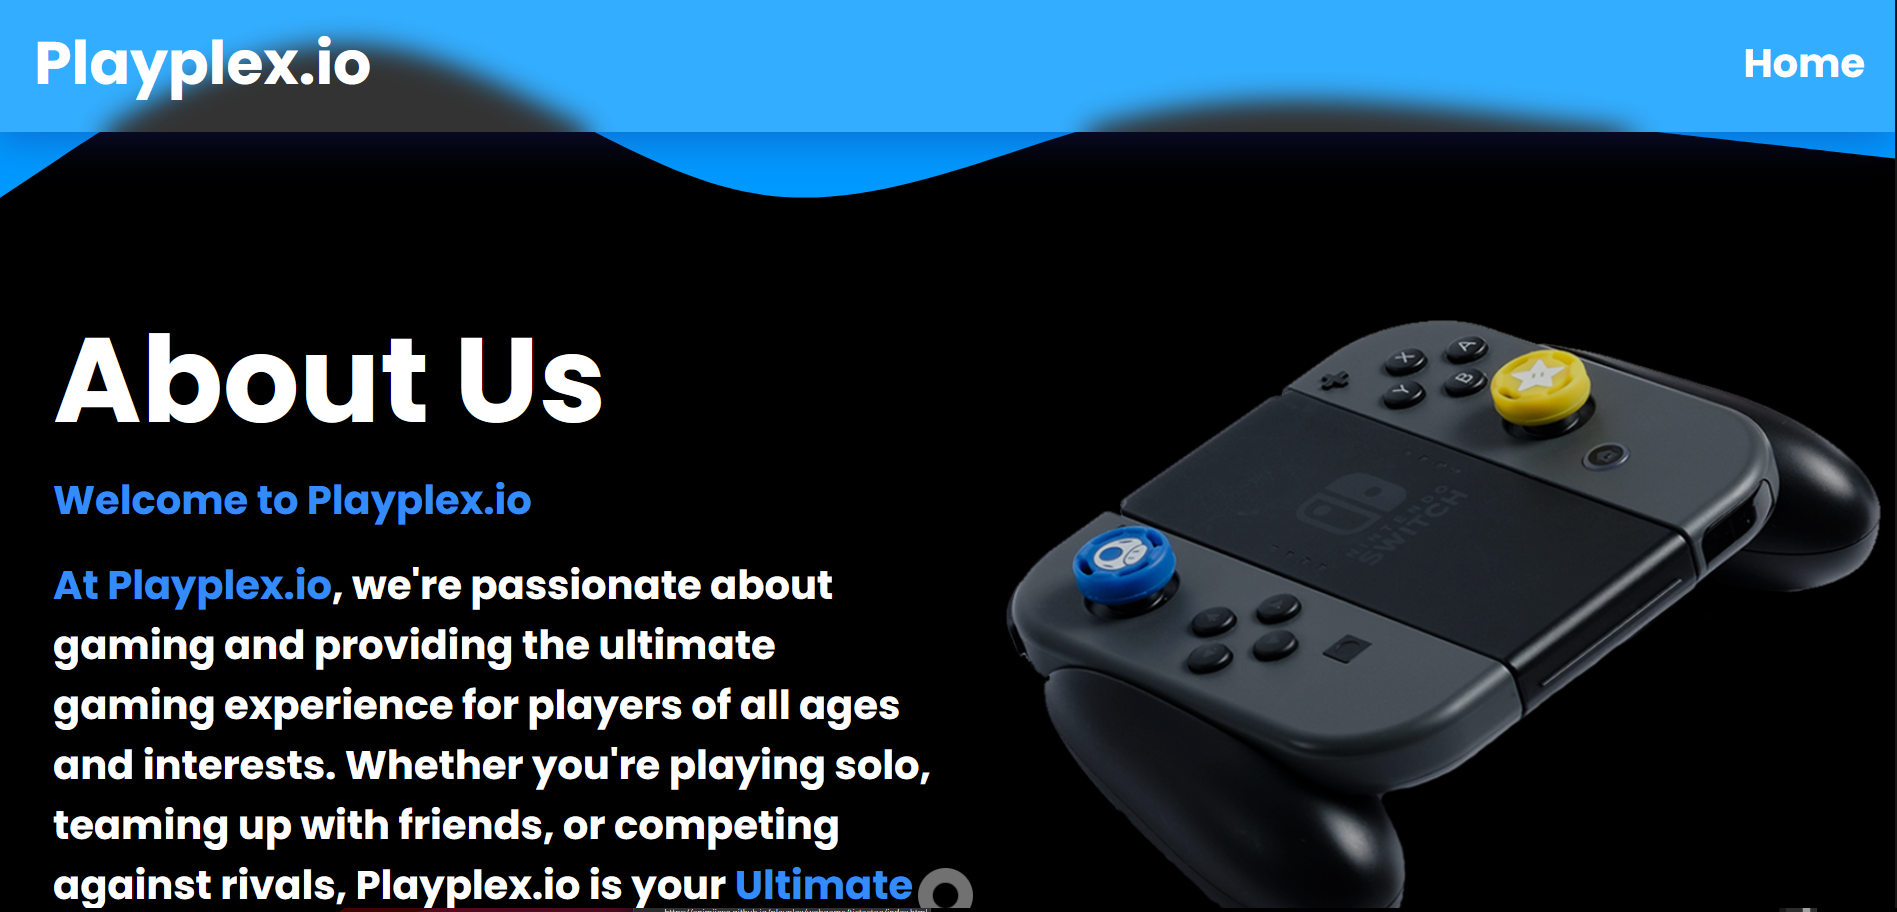 Playplex.io
Home
About Us
Welcome to Playplex.io
At Playplex.io, we're passionate about
gaming and providing the ultimate
gaming experience for players of all ages
and interests. Whether you're playing solo,
teaming up with friends, or competing
against rivals, Playplex.io is your Ultimate
X
A
Y
B
NINTENDO
SWITCH